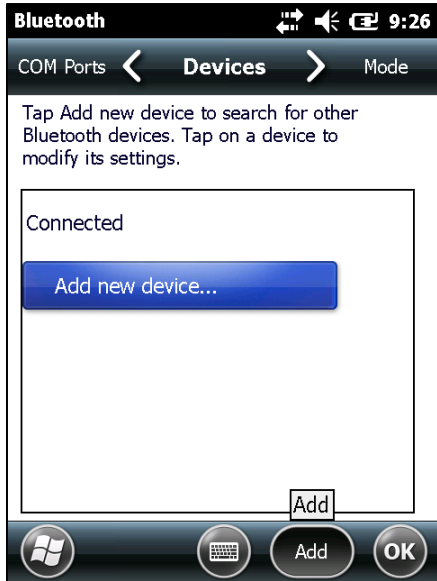 Bluetooth 9:26
COM Ports Devices Mode
Tap Add new device to search for other
Bluetooth devices. Tap on a device to
modify its settings.
Connected
Add new device...
Add
Add OK